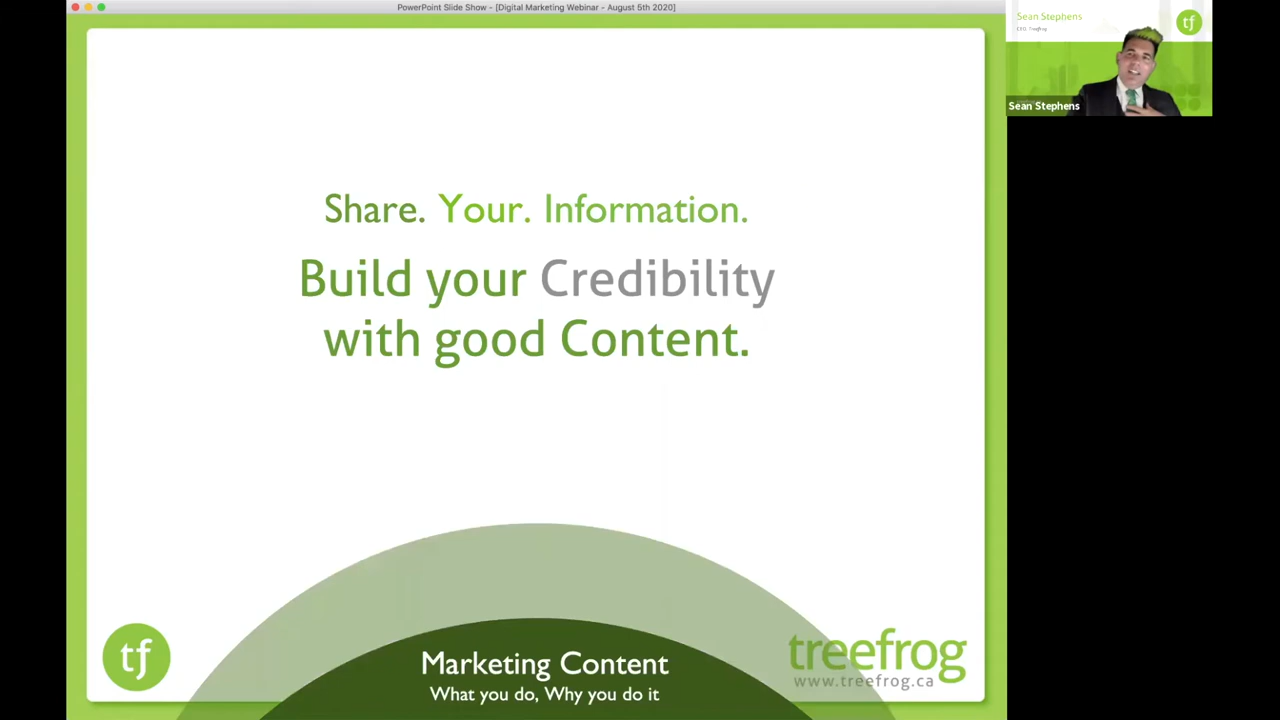 PowerPoint Slide Show - [Digital Marketing Webinar - August 5th 2020]
Sean Stephens
CEO, Treefrog
tf
Sean Stephens
Share. Your. Information.
Build your Credibility
with good Content.
tf
Marketing Content
What you do, Why you do it
treefrog
www.treefrog.ca